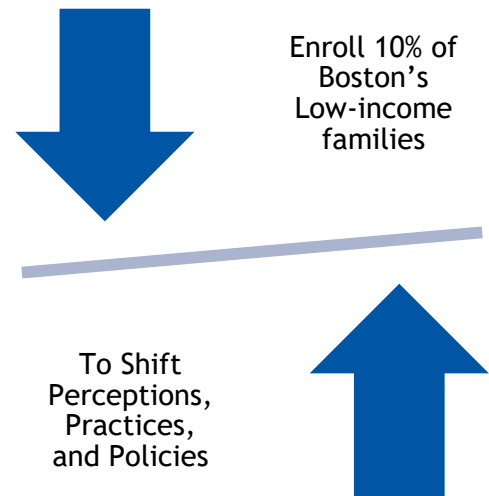 Enroll 10% of
Boston’s
Low-income
families
To Shift
Perceptions,
Practices,
and Policies